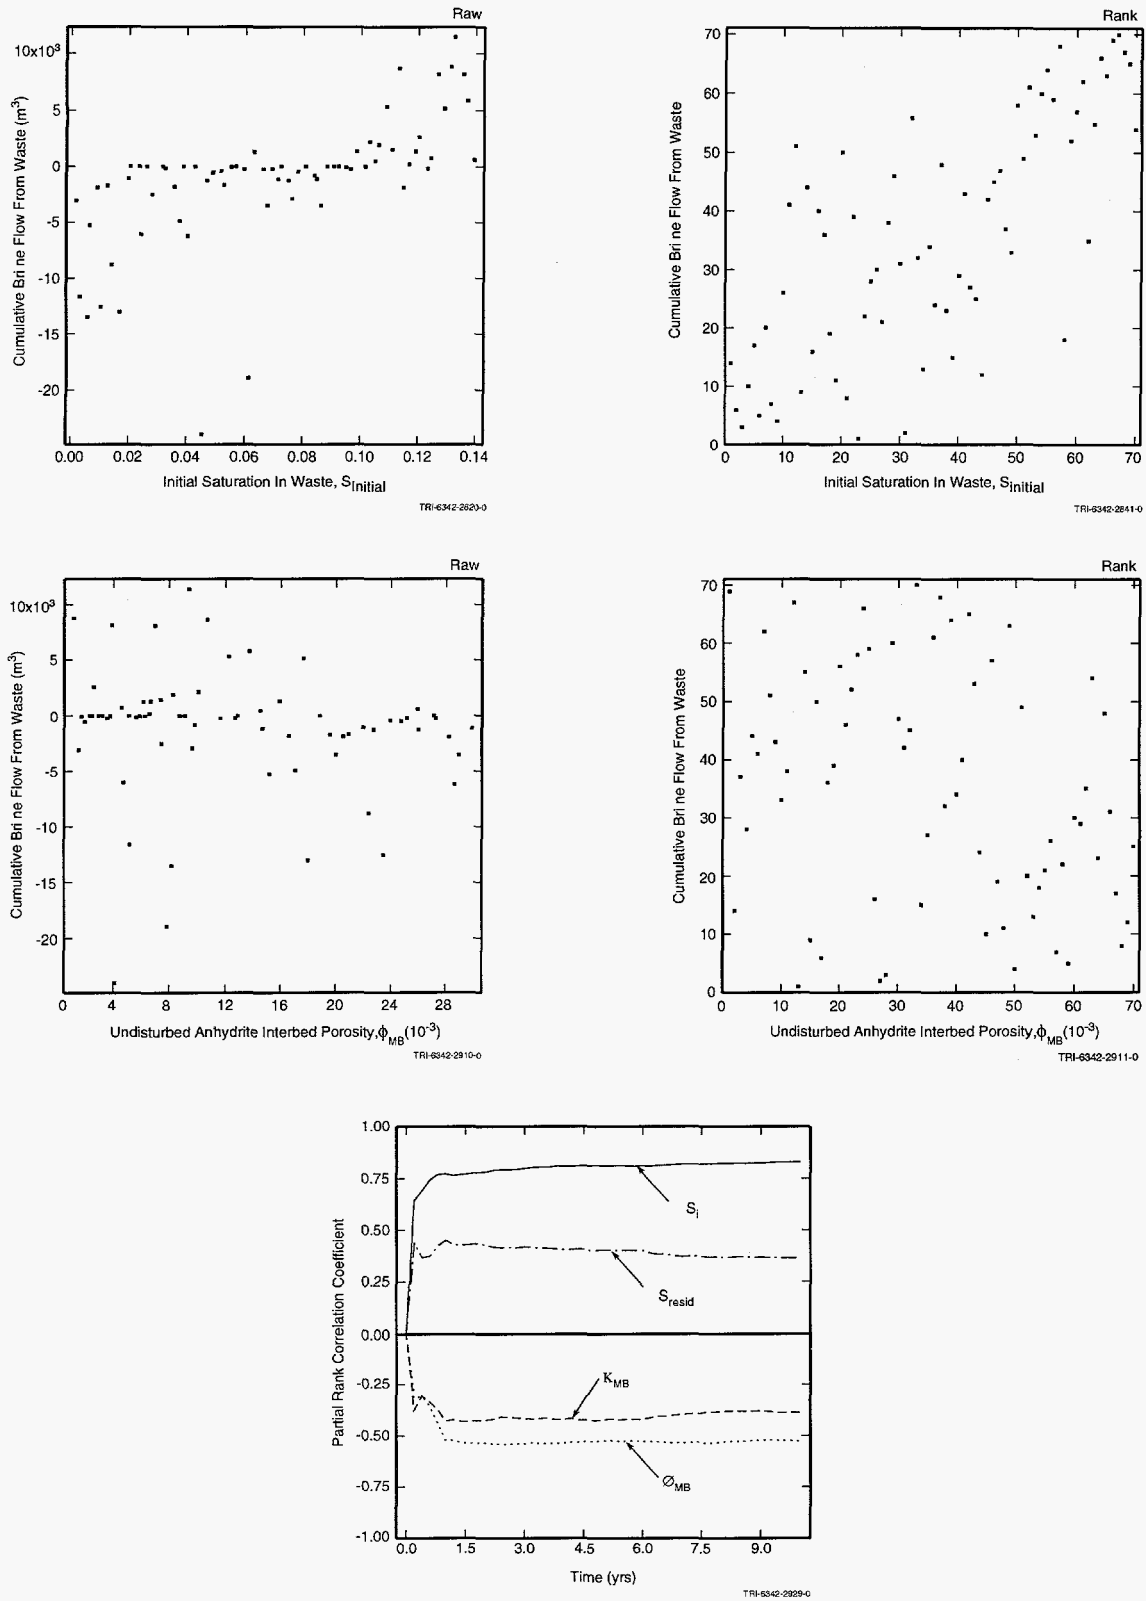 Raw
10x10³
5
0
-5
-10
-15
-20
Cumulative Bri ne Flow From Waste (m³)
0.00 0.02 0.04 0.06 0.08 0.10 0.12 0.14
Initial Saturation In Waste, SInitial
TRI-6342-2620-0
Rank
70
60
50
40
30
20
10
0
Cumulative Bri ne Flow From Waste
0 10 20 30 40 50 60 70
Initial Saturation In Waste, SInitial
TRI-6342-2841-0
Raw
10x10³
5
0
-5
-10
-15
-20
Cumulative Bri ne Flow From Waste (m³)
0 4 8 12 16 20 24 28
Undisturbed Anhydrite Interbed Porosity,ϕMB(10⁻³)
TRI-6342-2910-0
Rank
70
60
50
40
30
20
10
0
Cumulative Bri ne Flow From Waste
0 10 20 30 40 50 60 70
Undisturbed Anhydrite Interbed Porosity,ϕMB(10⁻³)
TRI-6342-2911-0
1.00
0.75
0.50
0.25
0.00
-0.25
-0.50
-0.75
-1.00
Partial Rank Correlation Coefficient
Si
Sresid
KMB
∅MB
0.0 1.5 3.0 4.5 6.0 7.5 9.0
Time (yrs)
TRI-6342-2929-0